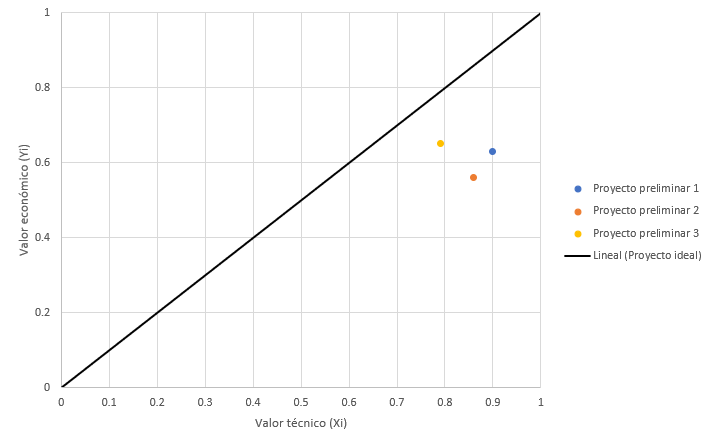 1
0.8
0.6
0.4
0.2
0
Valor económico (Yi)
0 0.1 0.2 0.3 0.4 0.5 0.6 0.7 0.8 0.9 1
Valor técnico (Xi)
Proyecto preliminar 1
Proyecto preliminar 2
Proyecto preliminar 3
Lineal (Proyecto ideal)